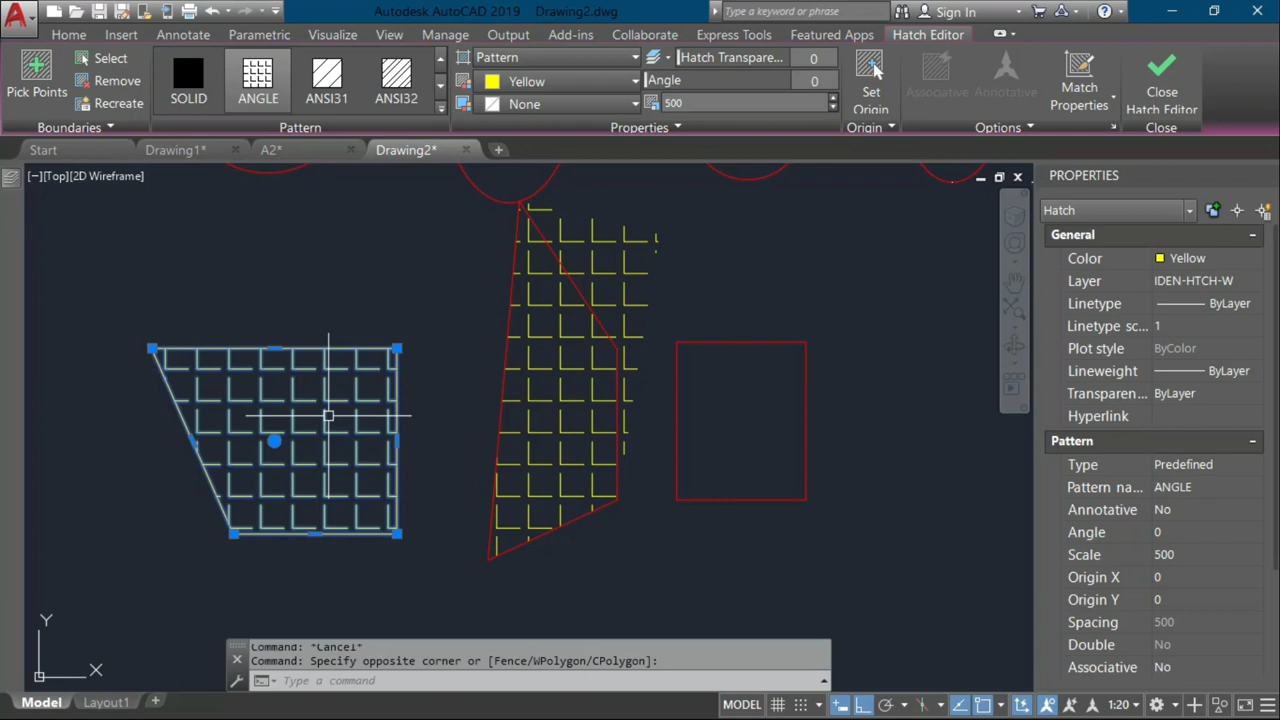 Autodesk AutoCAD 2019 Drawing2.dwg
Type a keyword or phrase
Sign In
Home Insert Annotate Parametric Visualize View Manage Output Add-ins Collaborate Express Tools Featured Apps Hatch Editor
Pick Points
Select
Remove
Recreate
Boundaries
SOLID
ANGLE
ANSI31
ANSI32
Pattern
Pattern
Yellow
None
Hatch Transpare... 0
Angle 0
500
Properties
Set
Origin
Origin
Associative
Annotative
Match
Properties
Options
Close
Hatch Editor
Close
Start Drawing1* A2* Drawing2*
[−][Top][2D Wireframe]
PROPERTIES
Hatch
General
Color Yellow
Layer IDEN-HTCH-W
Linetype ByLayer
Linetype sc... 1
Plot style ByColor
Lineweight ByLayer
Transparen... ByLayer
Hyperlink
Pattern
Type Predefined
Pattern na... ANGLE
Annotative No
Angle 0
Scale 500
Origin X 0
Origin Y 0
Spacing 500
Double No
Associative No
Y
X
Command: *Cancel*
Command: Specify opposite corner or [Fence/WPolygon/CPolygon]:
Type a command
Model Layout1
MODEL
1:20